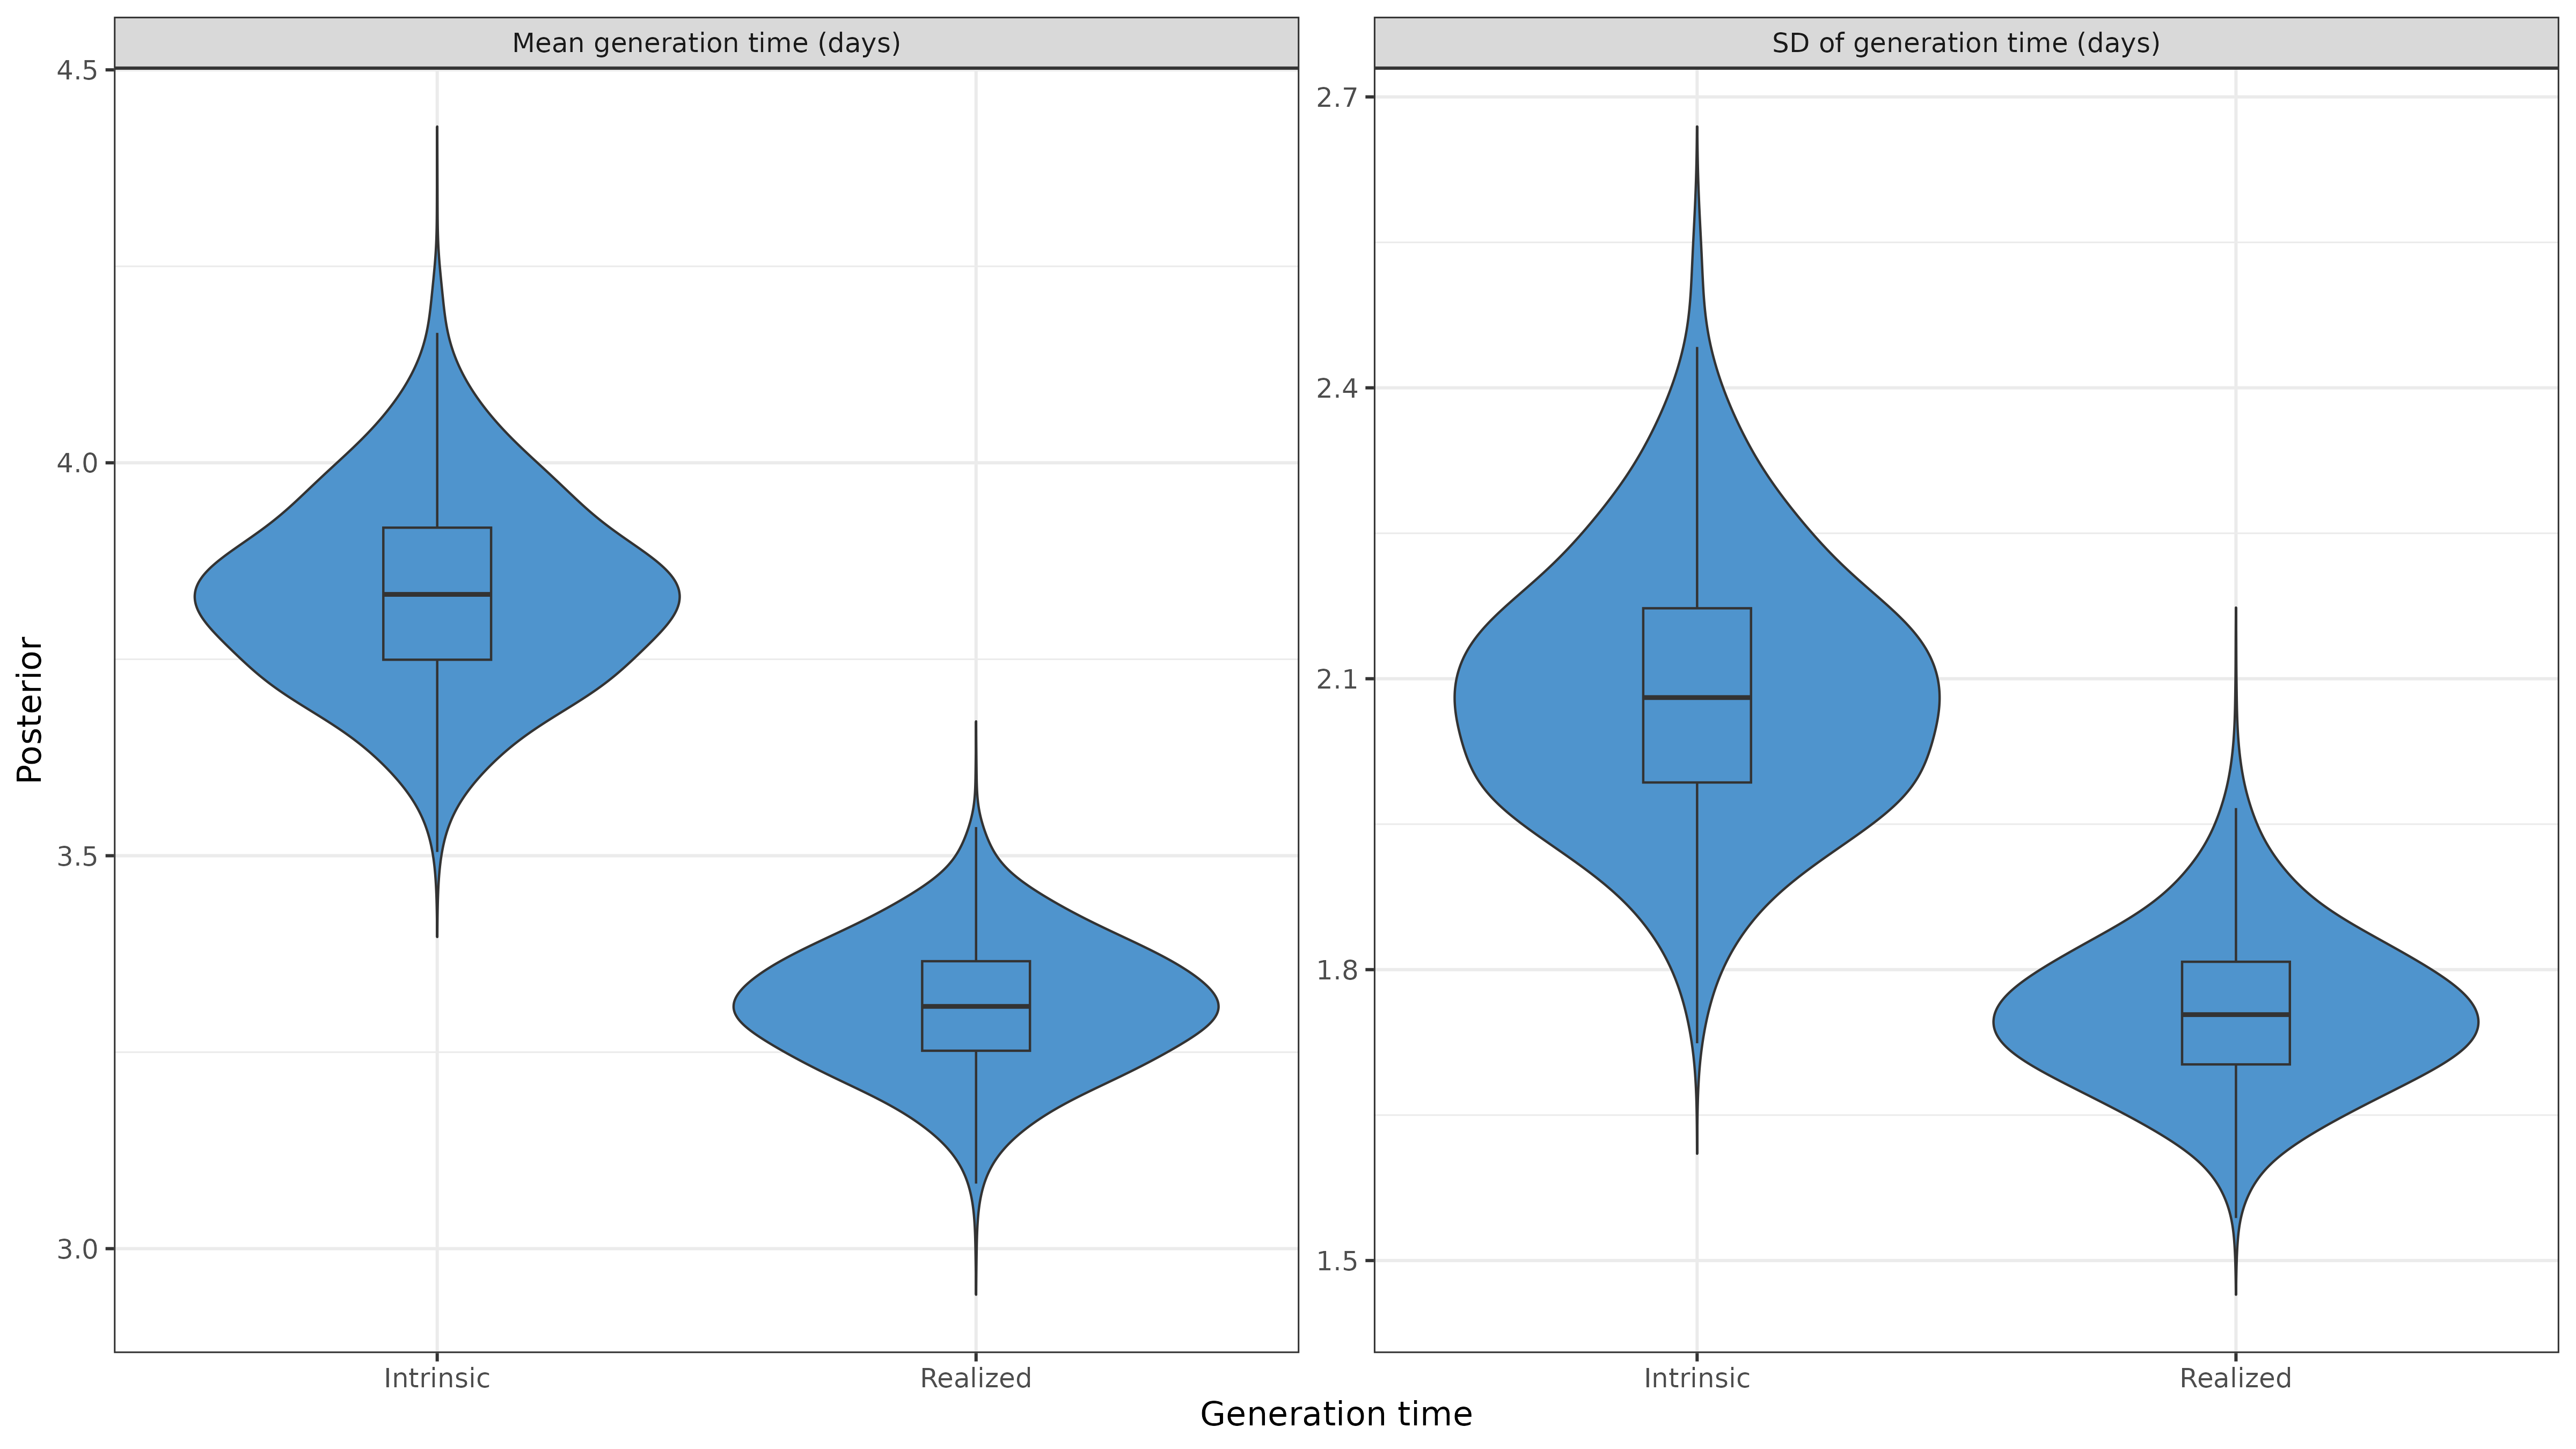 Mean generation time (days)
SD of generation time (days)
4.5
4.0
3.5
3.0
2.7
2.4
2.1
1.8
1.5
Posterior
Intrinsic
Realized
Intrinsic
Realized
Generation time